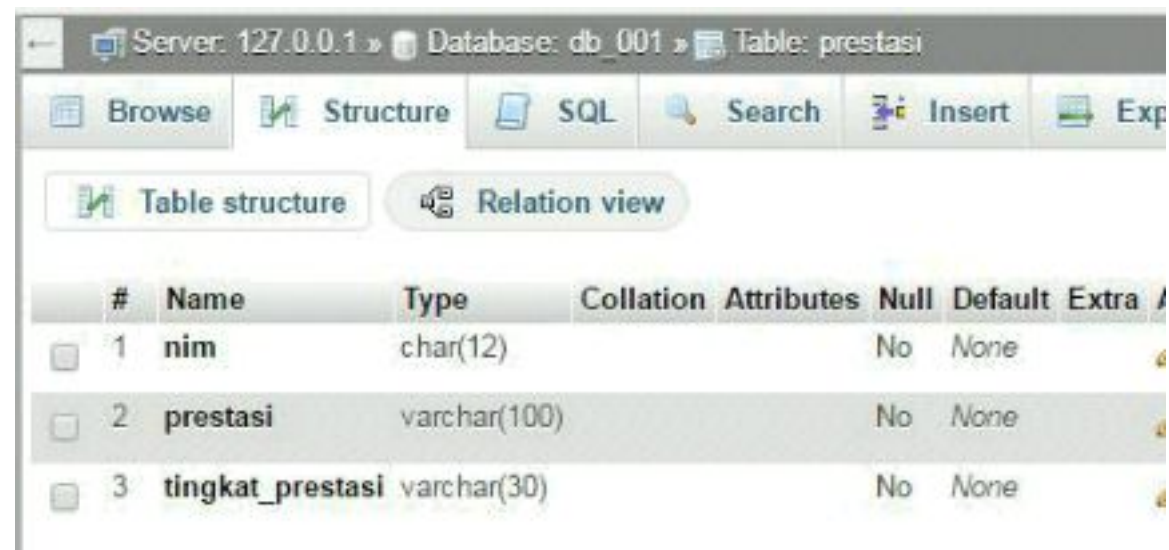 ← Server: 127.0.0.1 » Database: db_001 » Table: prestasi
Browse Structure SQL Search Insert Exp
Table structure Relation view
# Name Type Collation Attributes Null Default Extra A
1 nim char(12) No None
2 prestasi varchar(100) No None
3 tingkat_prestasi varchar(30) No None